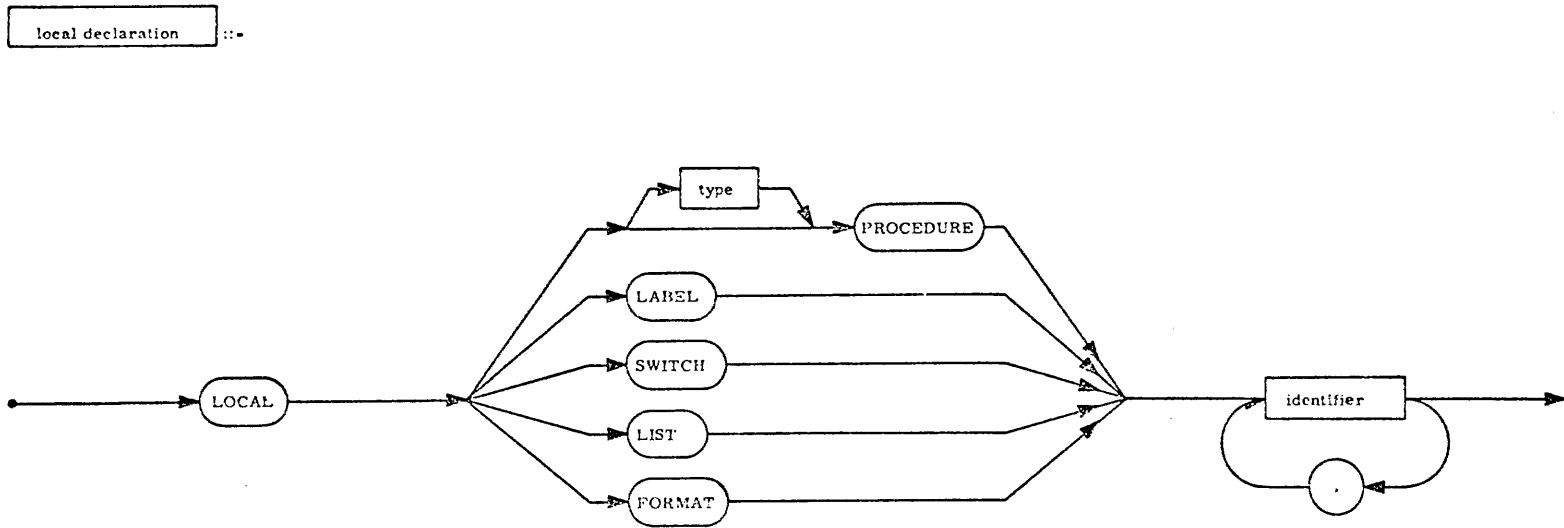 local declaration ::=
type
PROCEDURE
LABEL
SWITCH
LOCAL
identifier
LIST
FORMAT
,